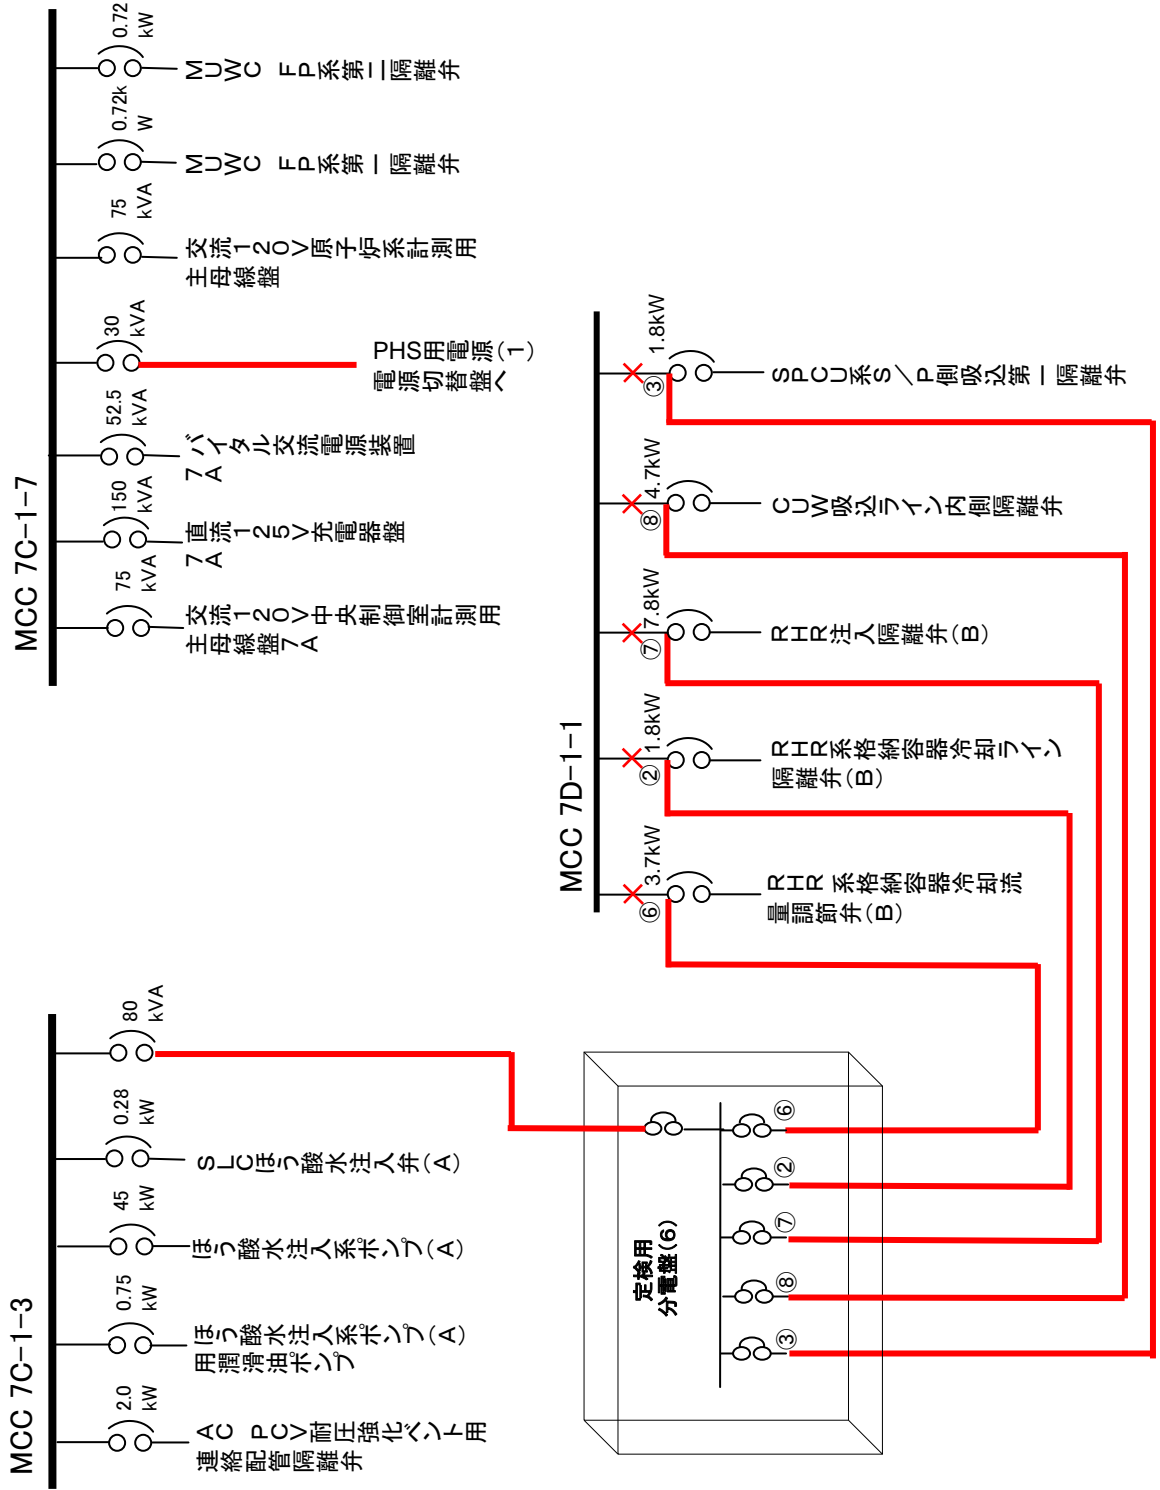 MCC 7C-1-3
2.0
kW
AC PCV耐圧強化ベント用
連絡配管隔離弁
0.75
kW
ほう酸水注入系ポンプ(A)
用潤滑油ポンプ
45
kW
ほう酸水注入系ポンプ(A)
0.28
kW
SLCほう酸水注入弁(A)
80
kVA
MCC 7C-1-7
75
kVA
交流120V中央制御室計測用
主母線盤7A
150
kVA
直流125V充電器盤
7A
52.5
kVA
バイタル交流電源装置
7A
30
kVA
PHS用電源(1)
電源切替盤へ
75
kVA
交流120V原子炉系計測用
主母線盤
0.72k
W
MUWC FP系第一隔離弁
0.72
kW
MUWC FP系第二隔離弁
MCC 7D-1-1
⑥
3.7kW
RHR 系格納容器冷却流
量調節弁(B)
②
1.8kW
RHR系格納容器冷却ライン
隔離弁(B)
⑦
7.8kW
RHR注入隔離弁(B)
⑧
4.7kW
CUW吸込ライン内側隔離弁
③
1.8kW
SPCU系S/P側吸込第一隔離弁
定検用
分電盤(6)
③
⑧
⑦
②
⑥